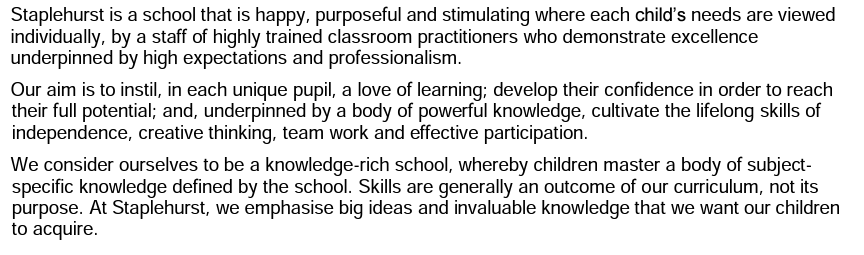 Staplehurst is a school that is happy, purposeful and stimulating where each child's needs are viewed
individually, by a staff of highly trained classroom practitioners who demonstrate excellence
underpinned by high expectations and professionalism.
Our aim is to instil, in each unique pupil, a love of learning; develop their confidence in order to reach
their full potential; and, underpinned by a body of powerful knowledge, cultivate the lifelong skills of
independence, creative thinking, team work and effective participation.
We consider ourselves to be a knowledge-rich school, whereby children master a body of subject-
specific knowledge defined by the school. Skills are generally an outcome of our curriculum, not its
purpose. At Staplehurst, we emphasise big ideas and invaluable knowledge that we want our children
to acquire.